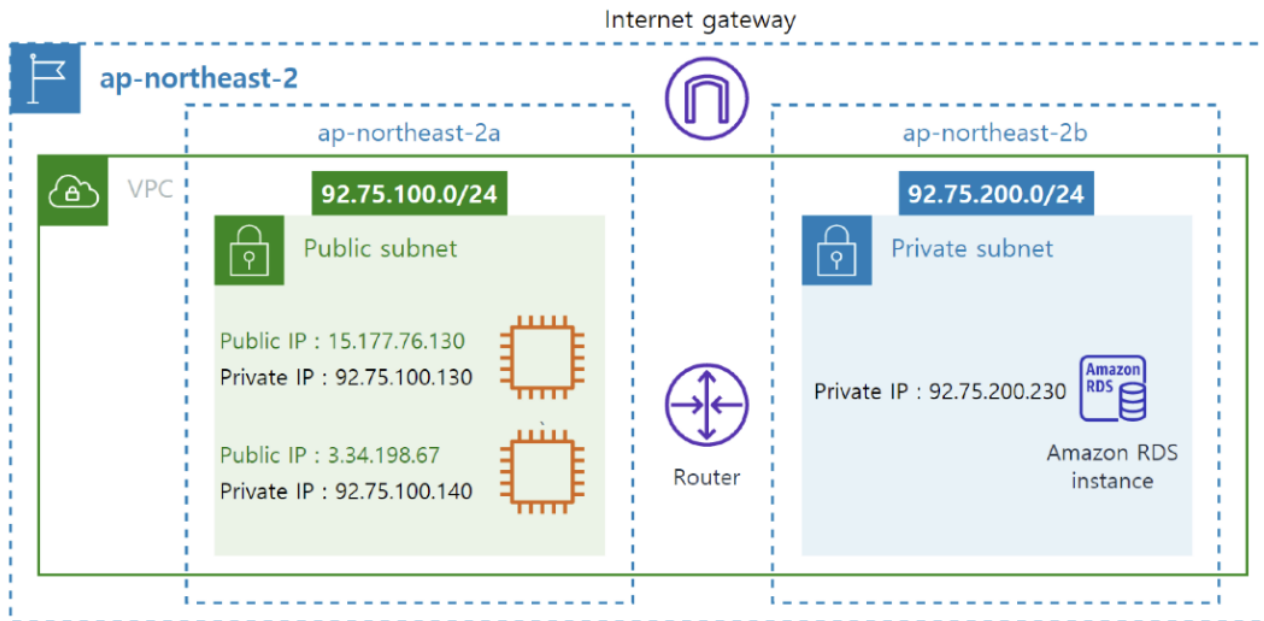 Internet gateway
ap-northeast-2
ap-northeast-2a
ap-northeast-2b
VPC
92.75.100.0/24
92.75.200.0/24
Public subnet
Private subnet
Public IP : 15.177.76.130
Private IP : 92.75.100.130
Public IP : 3.34.198.67
Private IP : 92.75.100.140
Router
Private IP : 92.75.200.230
Amazon
RDS
Amazon RDS
instance